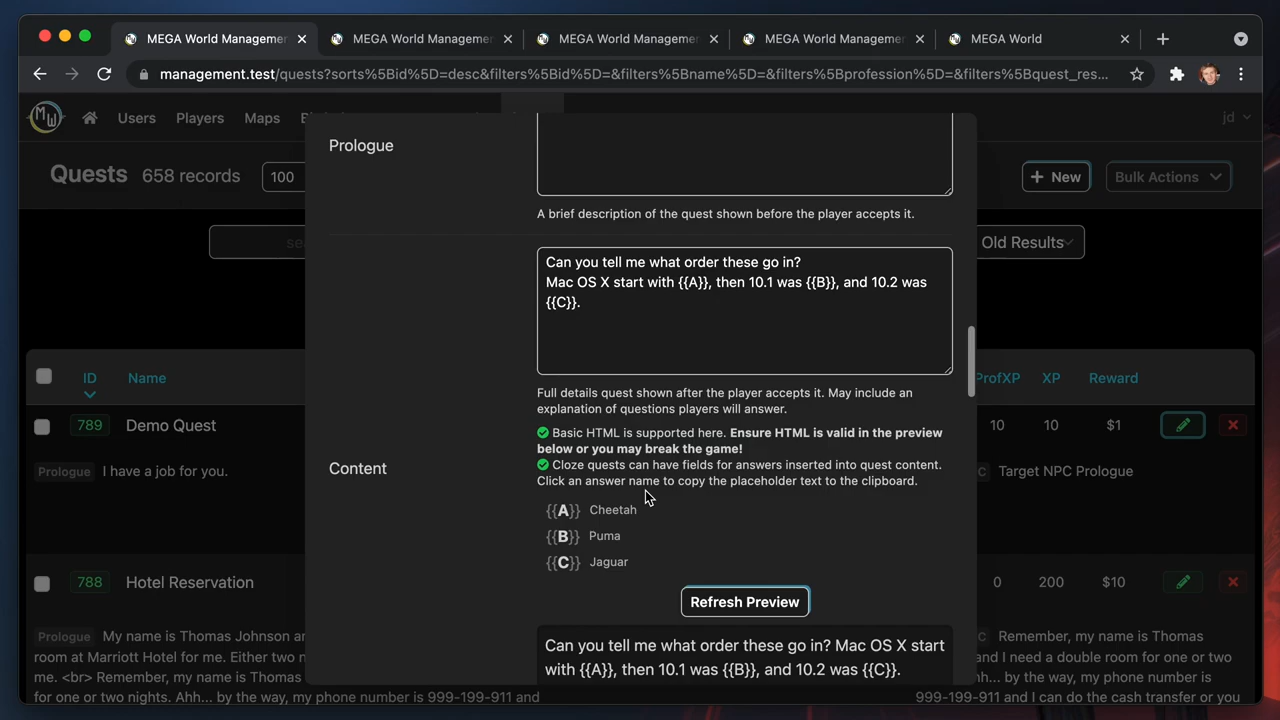 MEGA World Managemen
MEGA World Managemen
MEGA World Managemen
MEGA World Managemen
MEGA World
management.test/quests?sorts%5Bid%5D=desc&filters%5Bid%5D=&filters%5Bname%5D=&filters%5Bprofession%5D=&filters%5Bquest_res...
MW
Users
Players
Maps
jd
Quests
658 records
100
+ New
Bulk Actions
Old Results
Prologue
A brief description of the quest shown before the player accepts it.
Can you tell me what order these go in?
Mac OS X start with {{A}}, then 10.1 was {{B}}, and 10.2 was
{{C}}.
Full details quest shown after the player accepts it. May include an
explanation of questions players will answer.
Basic HTML is supported here. Ensure HTML is valid in the preview
below or you may break the game!
Content
Cloze quests can have fields for answers inserted into quest content.
Click an answer name to copy the placeholder text to the clipboard.
{{A}} Cheetah
{{B}} Puma
{{C}} Jaguar
Refresh Preview
Can you tell me what order these go in? Mac OS X start
with {{A}}, then 10.1 was {{B}}, and 10.2 was {{C}}.
ID
Name
ProfXP
XP
Reward
789
Demo Quest
10
10
$1
Prologue I have a job for you.
C Target NPC Prologue
788
Hotel Reservation
0
200
$10
Prologue My name is Thomas Johnson an
room at Marriott Hotel for me. Either two n
for me. <br> Remember, my name is Thomas
for one or two nights. Ahh... by the way, my phone number is 999-199-911 and
C Remember, my name is Thomas
and I need a double room for one or two
hh... by the way, my phone number is
999-199-911 and I can do the cash transfer or you